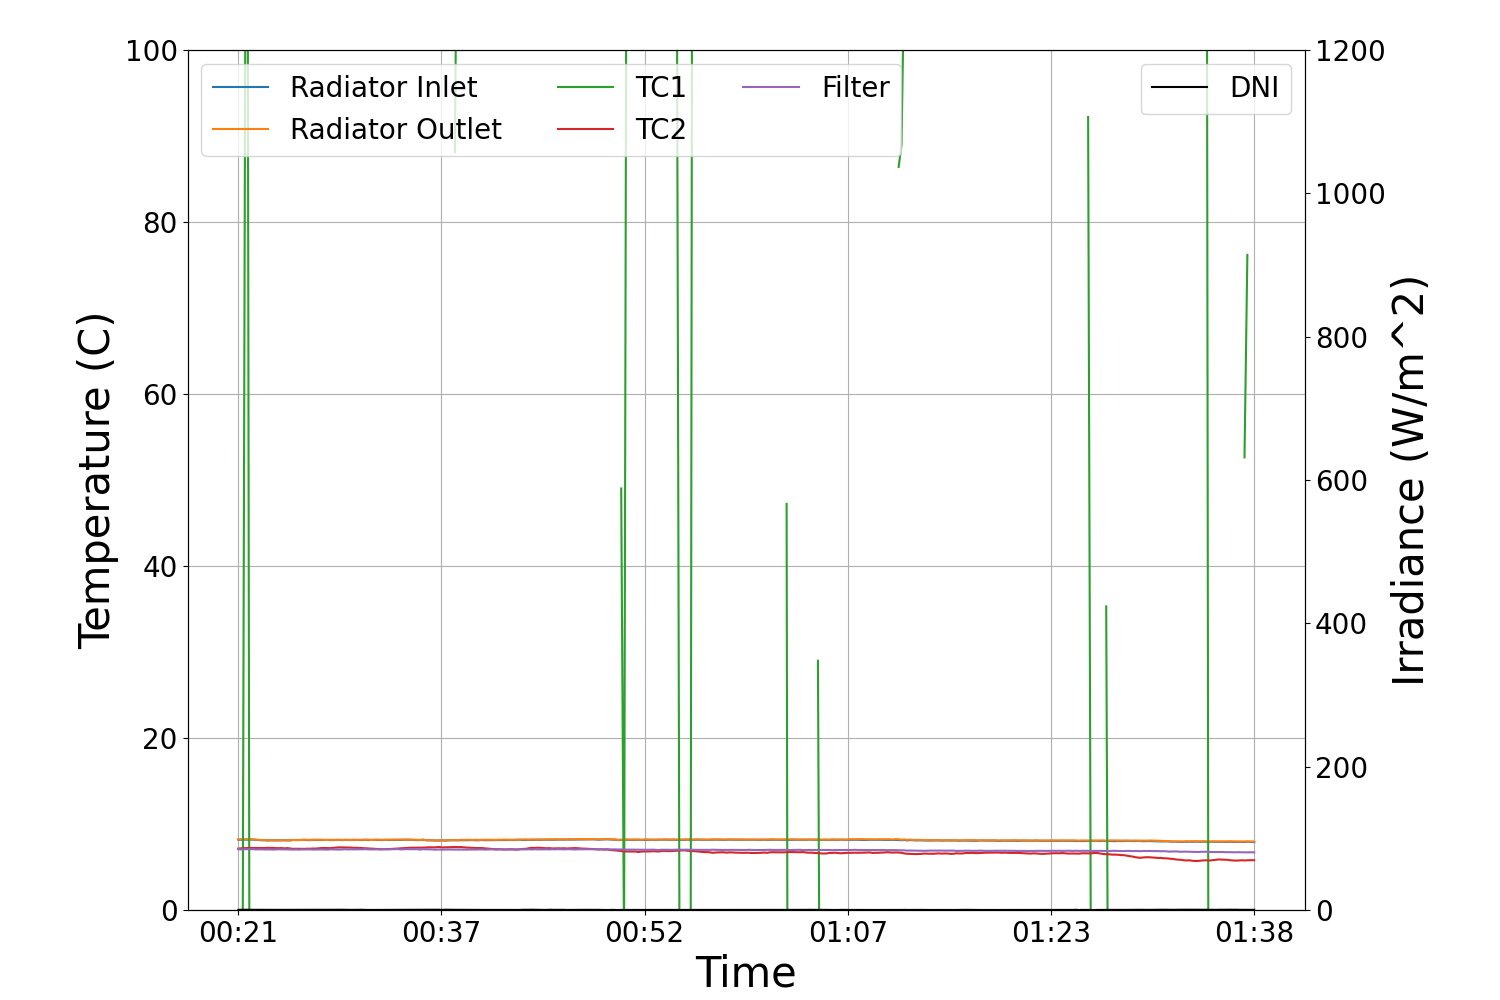 100
80
60
40
20
0
Temperature (C)
Radiator Inlet
Radiator Outlet
TC1
TC2
Filter
DNI
1200
1000
800
600
400
200
0
Irradiance (W/m^2)
00:21 00:37 00:52 01:07 01:23 01:38
Time